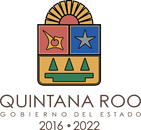 QUINTANA ROO
GOBIERNO DEL ESTADO
2016 • 2022